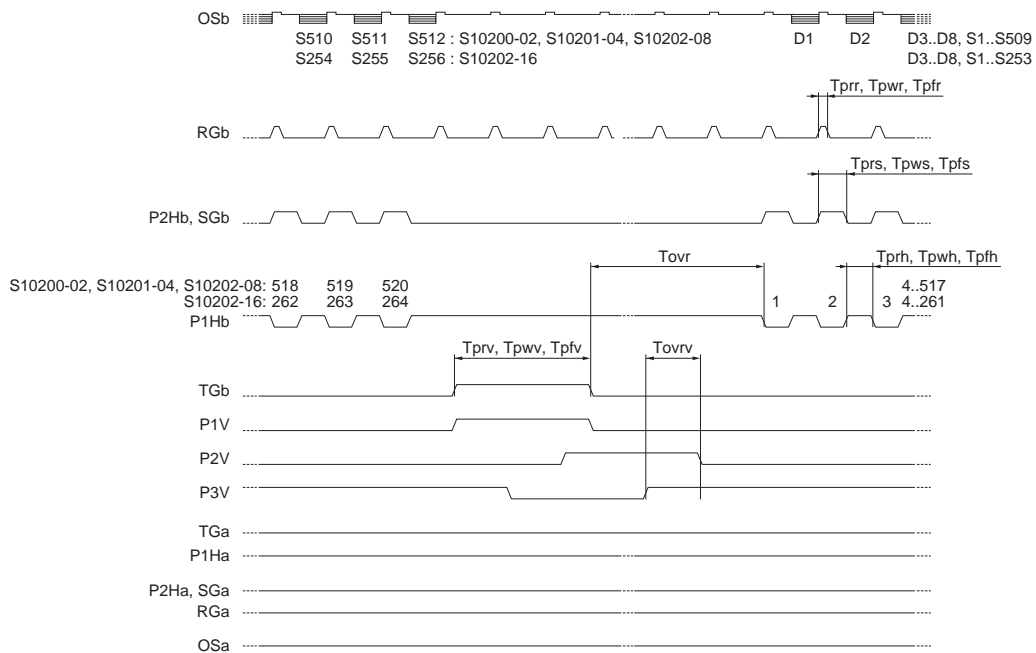 OSb
S510 S511 S512 : S10200-02, S10201-04, S10202-08 D1 D2 D3..D8, S1..S509
S254 S255 S256 : S10202-16 D3..D8, S1..S253
Tprr, Tpwr, Tpfr
RGb
Tprs, Tpws, Tpfs
P2Hb, SGb
Tovr Tprh, Tpwh, Tpfh
S10200-02, S10201-04, S10202-08: 518 519 520 4..517
S10202-16: 262 263 264 1 2 3 4..261
P1Hb
Tprv, Tpwv, Tpfv Tovrv
TGb
P1V
P2V
P3V
TGa
P1Ha
P2Ha, SGa
RGa
OSa